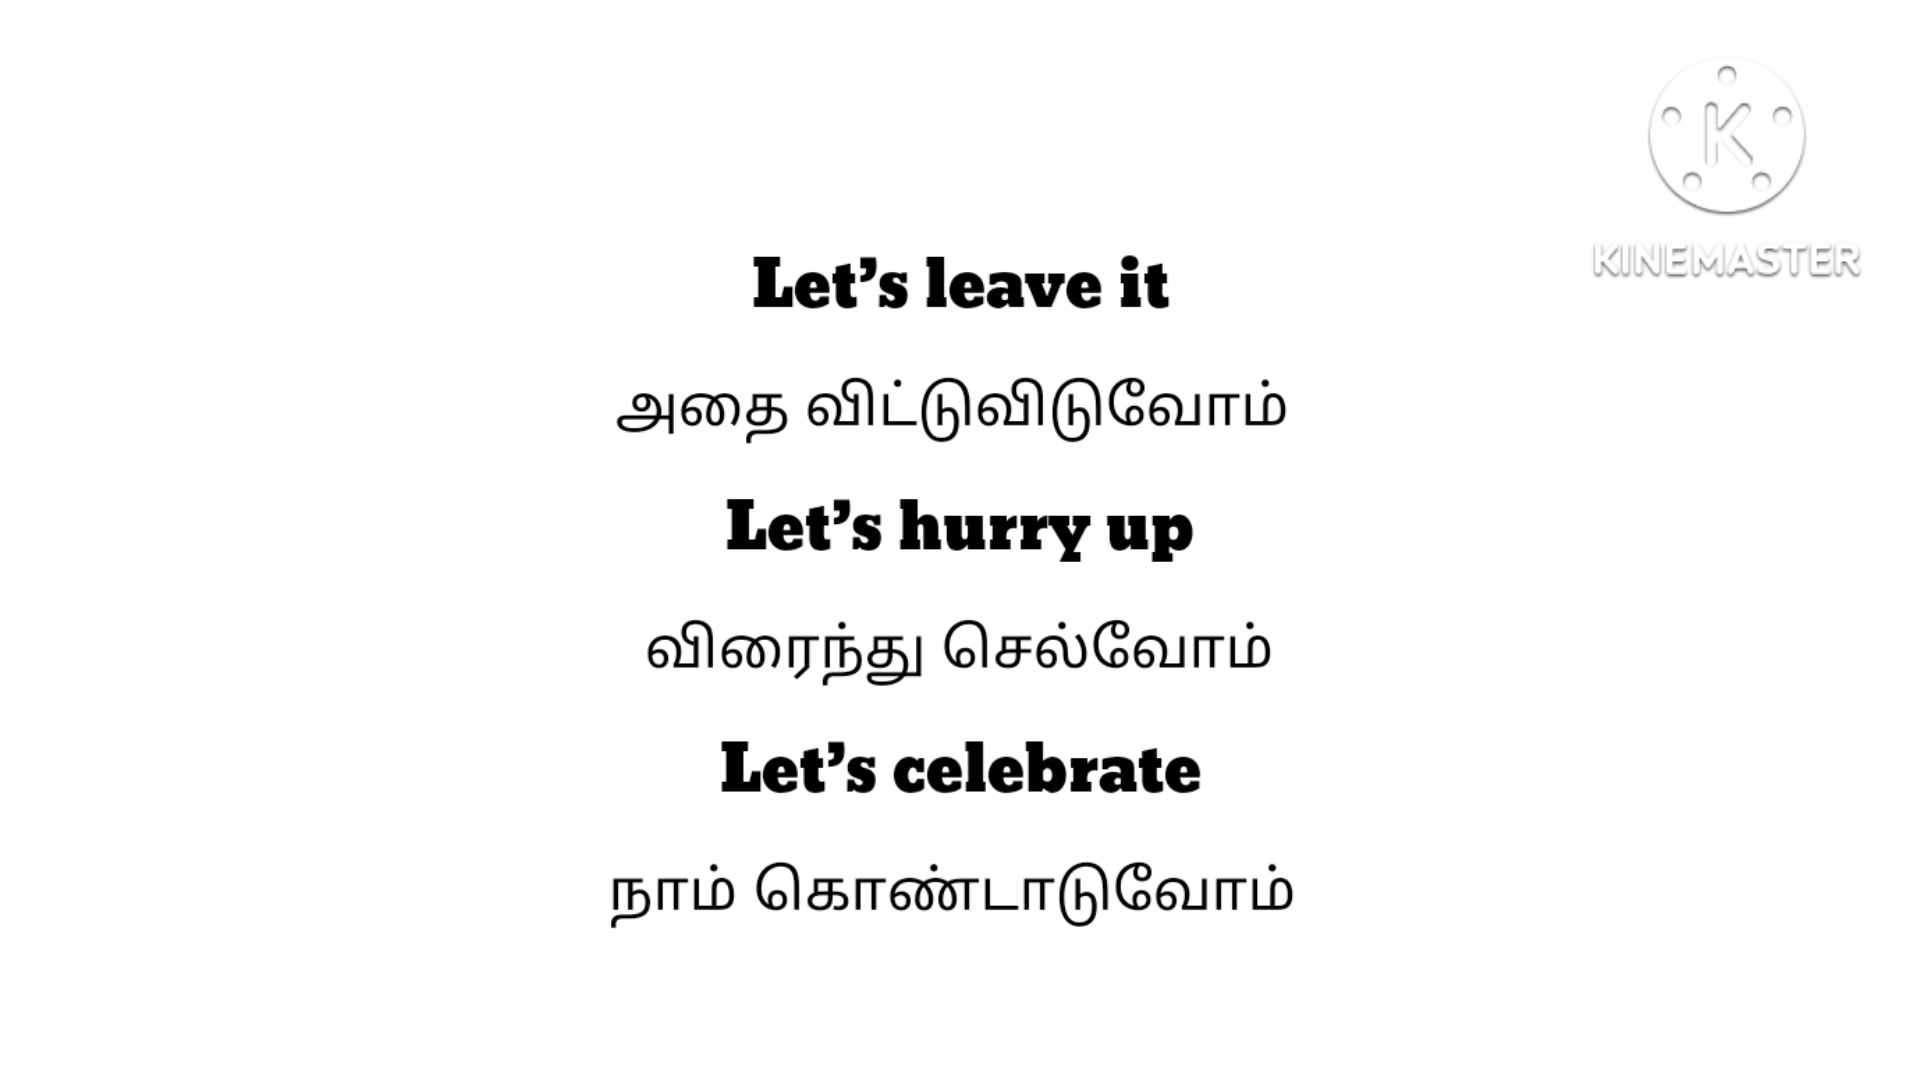 KINEMASTER
Let’s leave it
அதை விட்டுவிடுவோம்
Let’s hurry up
விரைந்து செல்வோம்
Let’s celebrate
நாம் கொண்டாடுவோம்